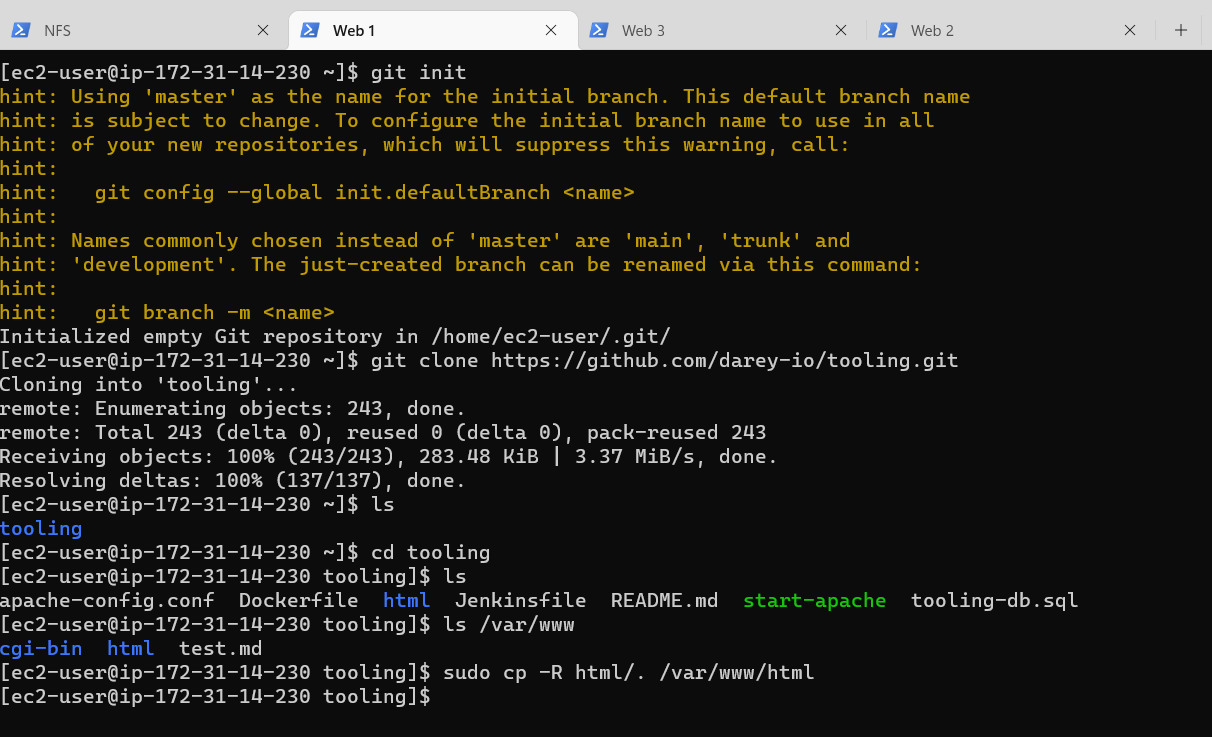 NFS
Web 1
Web 3
Web 2
[ec2-user@ip-172-31-14-230 ~]$ git init
hint: Using 'master' as the name for the initial branch. This default branch name
hint: is subject to change. To configure the initial branch name to use in all
hint: of your new repositories, which will suppress this warning, call:
hint:
hint:   git config --global init.defaultBranch <name>
hint:
hint: Names commonly chosen instead of 'master' are 'main', 'trunk' and
hint: 'development'. The just-created branch can be renamed via this command:
hint:
hint:   git branch -m <name>
Initialized empty Git repository in /home/ec2-user/.git/
[ec2-user@ip-172-31-14-230 ~]$ git clone https://github.com/darey-io/tooling.git
Cloning into 'tooling'...
remote: Enumerating objects: 243, done.
remote: Total 243 (delta 0), reused 0 (delta 0), pack-reused 243
Receiving objects: 100% (243/243), 283.48 KiB | 3.37 MiB/s, done.
Resolving deltas: 100% (137/137), done.
[ec2-user@ip-172-31-14-230 ~]$ ls
tooling
[ec2-user@ip-172-31-14-230 ~]$ cd tooling
[ec2-user@ip-172-31-14-230 tooling]$ ls
apache-config.conf  Dockerfile  html  Jenkinsfile  README.md  start-apache  tooling-db.sql
[ec2-user@ip-172-31-14-230 tooling]$ ls /var/www
cgi-bin  html  test.md
[ec2-user@ip-172-31-14-230 tooling]$ sudo cp -R html/. /var/www/html
[ec2-user@ip-172-31-14-230 tooling]$